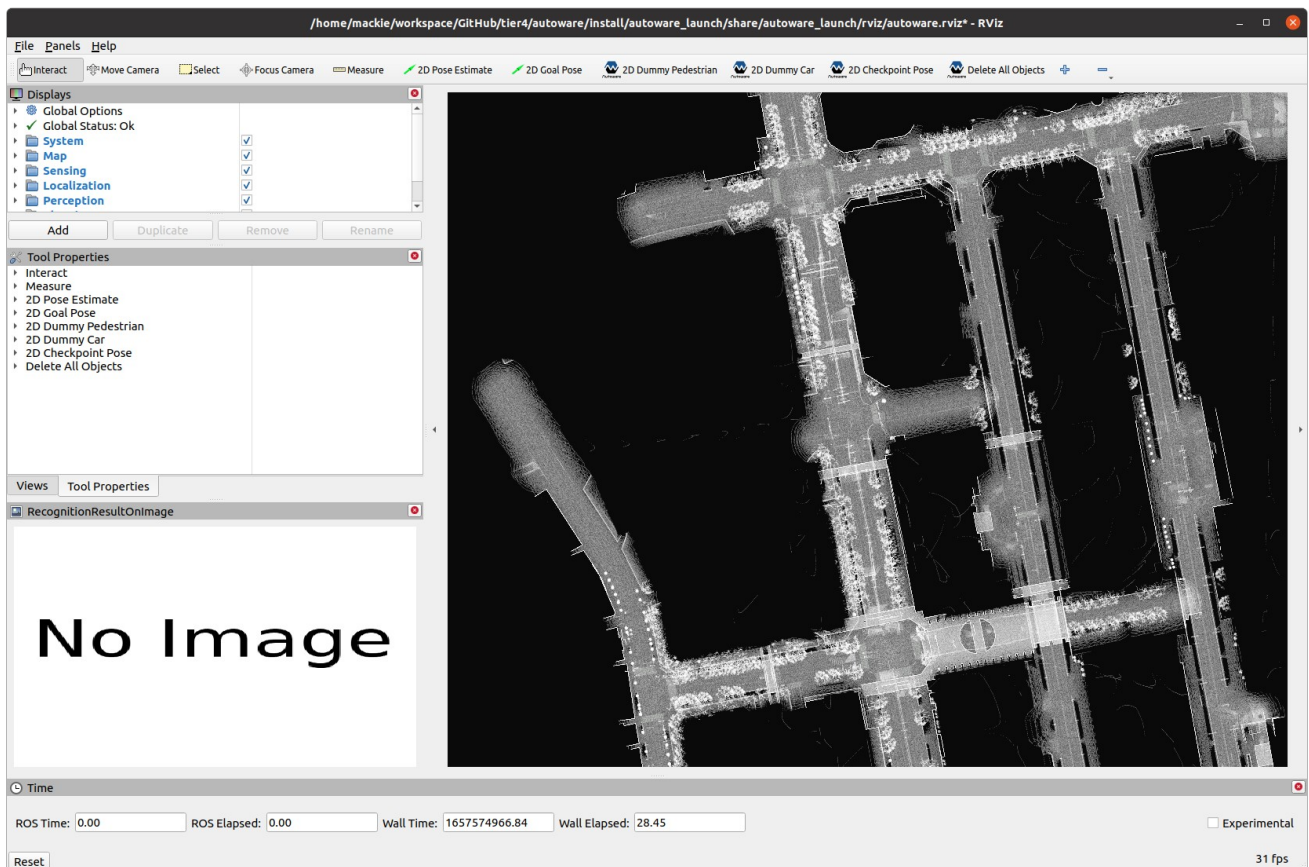 /home/mackie/workspace/GitHub/tier4/autoware/install/autoware_launch/share/autoware_launch/rviz/autoware.rviz* - RViz
File Panels Help
Interact Move Camera Select Focus Camera Measure 2D Pose Estimate 2D Goal Pose 2D Dummy Pedestrian 2D Dummy Car 2D Checkpoint Pose Delete All Objects
Displays
Global Options
Global Status: Ok
System
Map
Sensing
Localization
Perception
Add Duplicate Remove Rename
Tool Properties
Interact
Measure
2D Pose Estimate
2D Goal Pose
2D Dummy Pedestrian
2D Dummy Car
2D Checkpoint Pose
Delete All Objects
Views Tool Properties
RecognitionResultOnImage
No Image
Time
ROS Time: 0.00 ROS Elapsed: 0.00 Wall Time: 1657574966.84 Wall Elapsed: 28.45 Experimental
Reset 31 fps